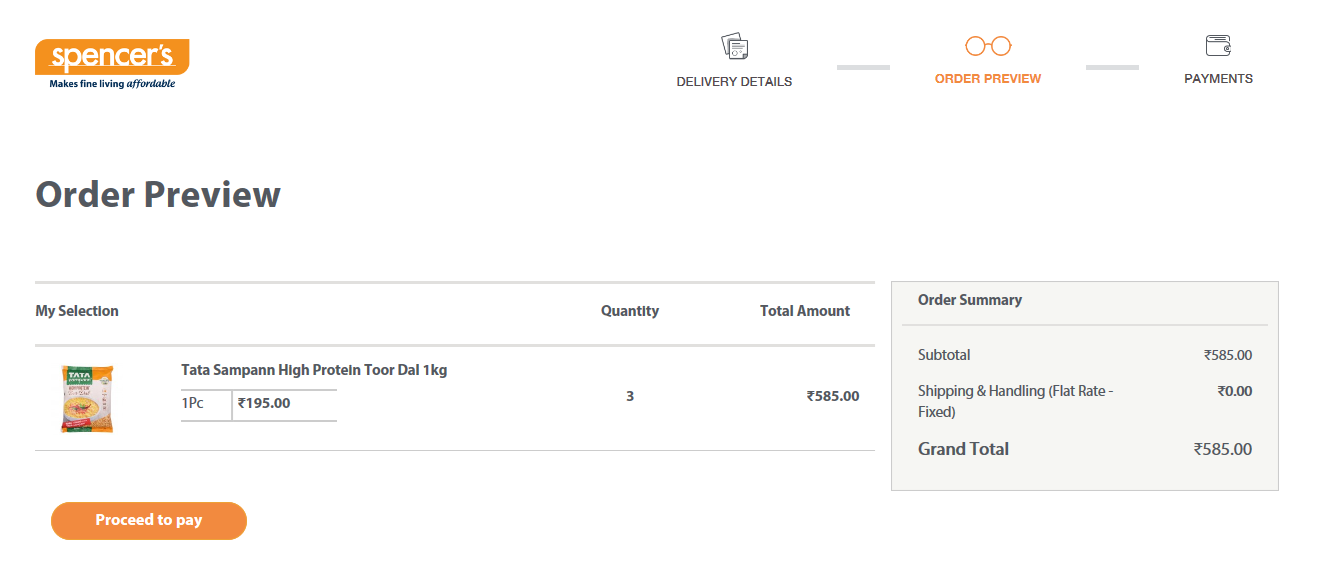 spencer's
Makes fine living affordable
DELIVERY DETAILS
ORDER PREVIEW
PAYMENTS
Order Preview
My Selection
Quantity
Total Amount
TATA
Tata Sampann High Protein Toor Dal 1kg
1Pc
₹195.00
3
₹585.00
Proceed to pay
Order Summary
Subtotal
₹585.00
Shipping & Handling (Flat Rate -
Fixed)
₹0.00
Grand Total
₹585.00